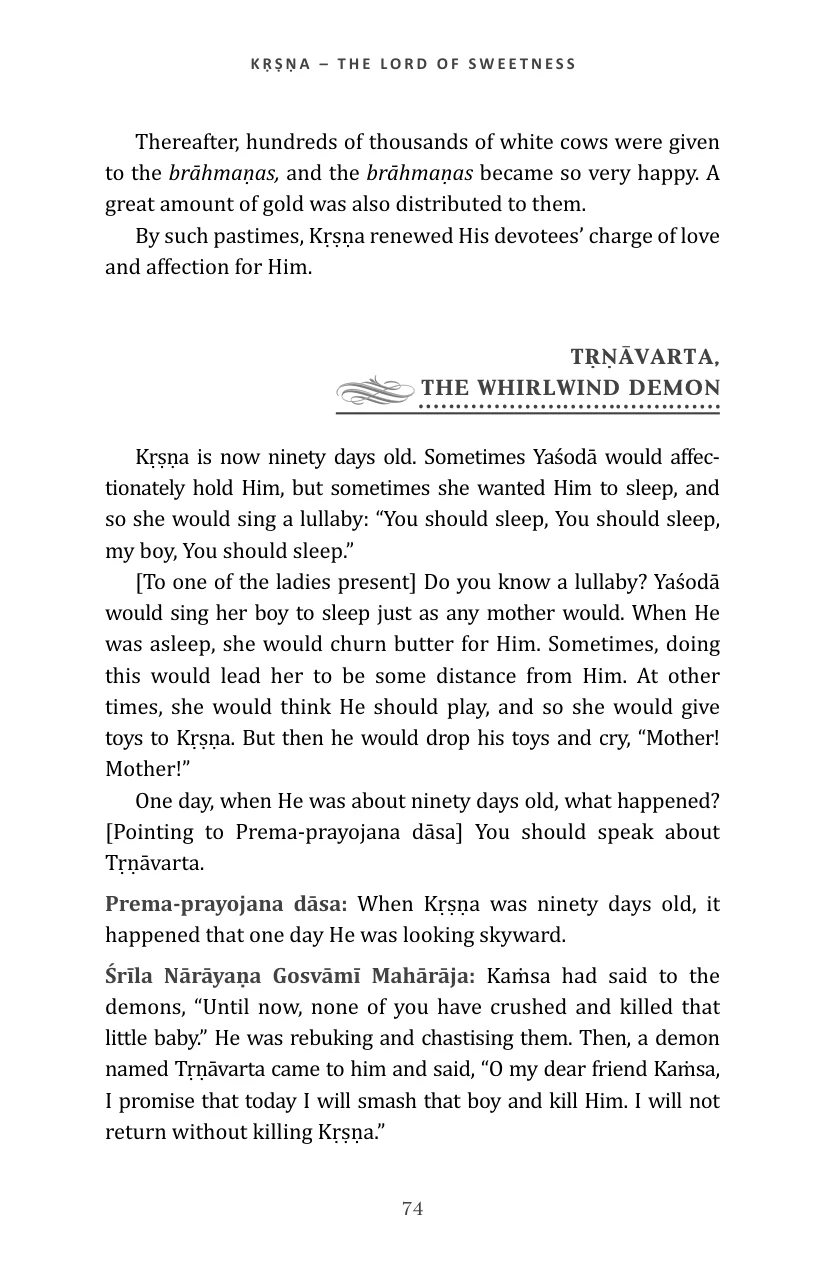 KṚṢṆA – THE LORD OF SWEETNESS
Thereafter, hundreds of thousands of white cows were given
to the brāhmaṇas, and the brāhmaṇas became so very happy. A
great amount of gold was also distributed to them.
By such pastimes, Kṛṣṇa renewed His devotees’ charge of love
and affection for Him.
TṚṆĀVARTA,
THE WHIRLWIND DEMON
Kṛṣṇa is now ninety days old. Sometimes Yaśodā would affec-
tionately hold Him, but sometimes she wanted Him to sleep, and
so she would sing a lullaby: “You should sleep, You should sleep,
my boy, You should sleep.”
[To one of the ladies present] Do you know a lullaby? Yaśodā
would sing her boy to sleep just as any mother would. When He
was asleep, she would churn butter for Him. Sometimes, doing
this would lead her to be some distance from Him. At other
times, she would think He should play, and so she would give
toys to Kṛṣṇa. But then he would drop his toys and cry, “Mother!
Mother!”
One day, when He was about ninety days old, what happened?
[Pointing to Prema-prayojana dāsa] You should speak about
Tṛṇāvarta.
Prema-prayojana dāsa: When Kṛṣṇa was ninety days old, it
happened that one day He was looking skyward.
Śrīla Nārāyaṇa Gosvāmī Mahārāja: Kaṁsa had said to the
demons, “Until now, none of you have crushed and killed that
little baby.” He was rebuking and chastising them. Then, a demon
named Tṛṇāvarta came to him and said, “O my dear friend Kaṁsa,
I promise that today I will smash that boy and kill Him. I will not
return without killing Kṛṣṇa.”
74